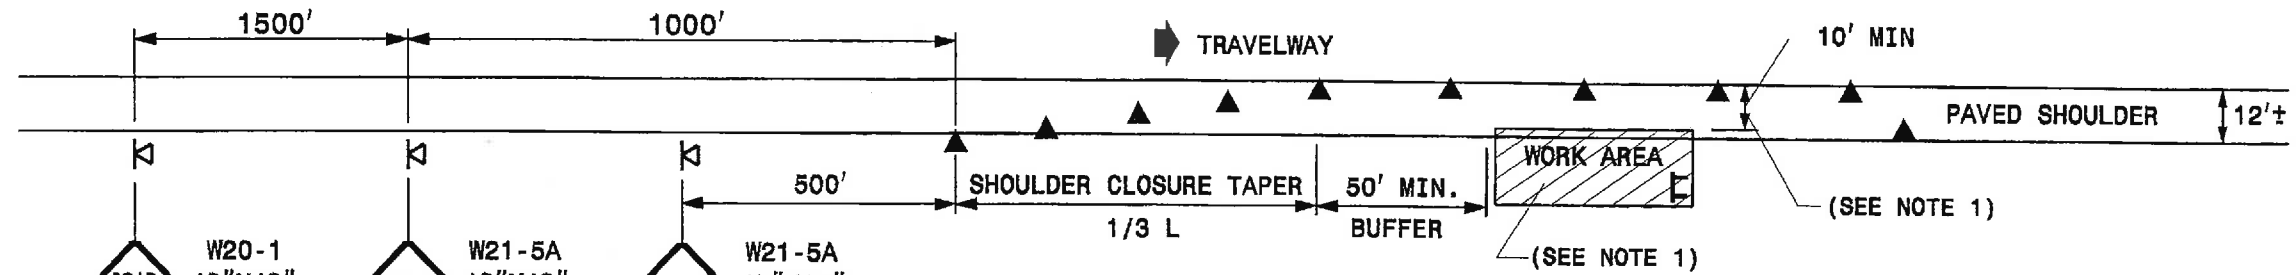 1500'
1000'
TRAVELWAY
10' MIN
PAVED SHOULDER
12'±
WORK AREA
500'
SHOULDER CLOSURE TAPER
1/3 L
50' MIN.
BUFFER
(SEE NOTE 1)
(SEE NOTE 1)
W20-1
W21-5A
W21-5A